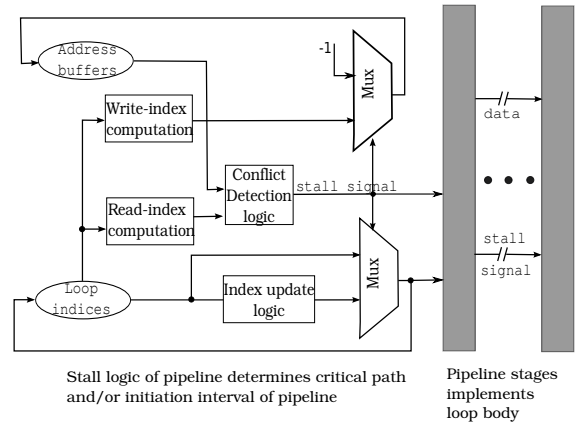 Address
buffers
-1
Mux
Write-index
computation
data
Conflict
Detection
logic
stall signal
Read-index
computation
stall
signal
Loop
indices
Index update
logic
Mux
Stall logic of pipeline determines critical path
and/or initiation interval of pipeline
Pipeline stages
implements
loop body